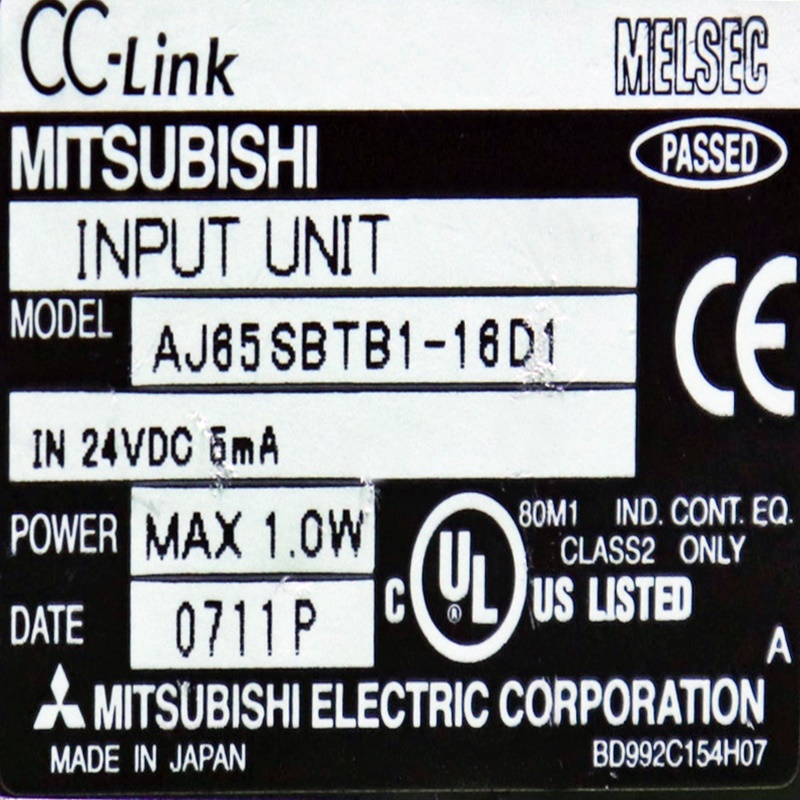 CC-Link MELSEC
MITSUBISHI PASSED
INPUT UNIT
MODEL AJ65SBTB1-16D1
CE
IN 24VDC 5mA
POWER MAX 1.0W
80M1 IND. CONT. EQ.
CLASS2 ONLY
C UL® US LISTED
DATE 0711P
A
MITSUBISHI ELECTRIC CORPORATION
MADE IN JAPAN BD992C154H07